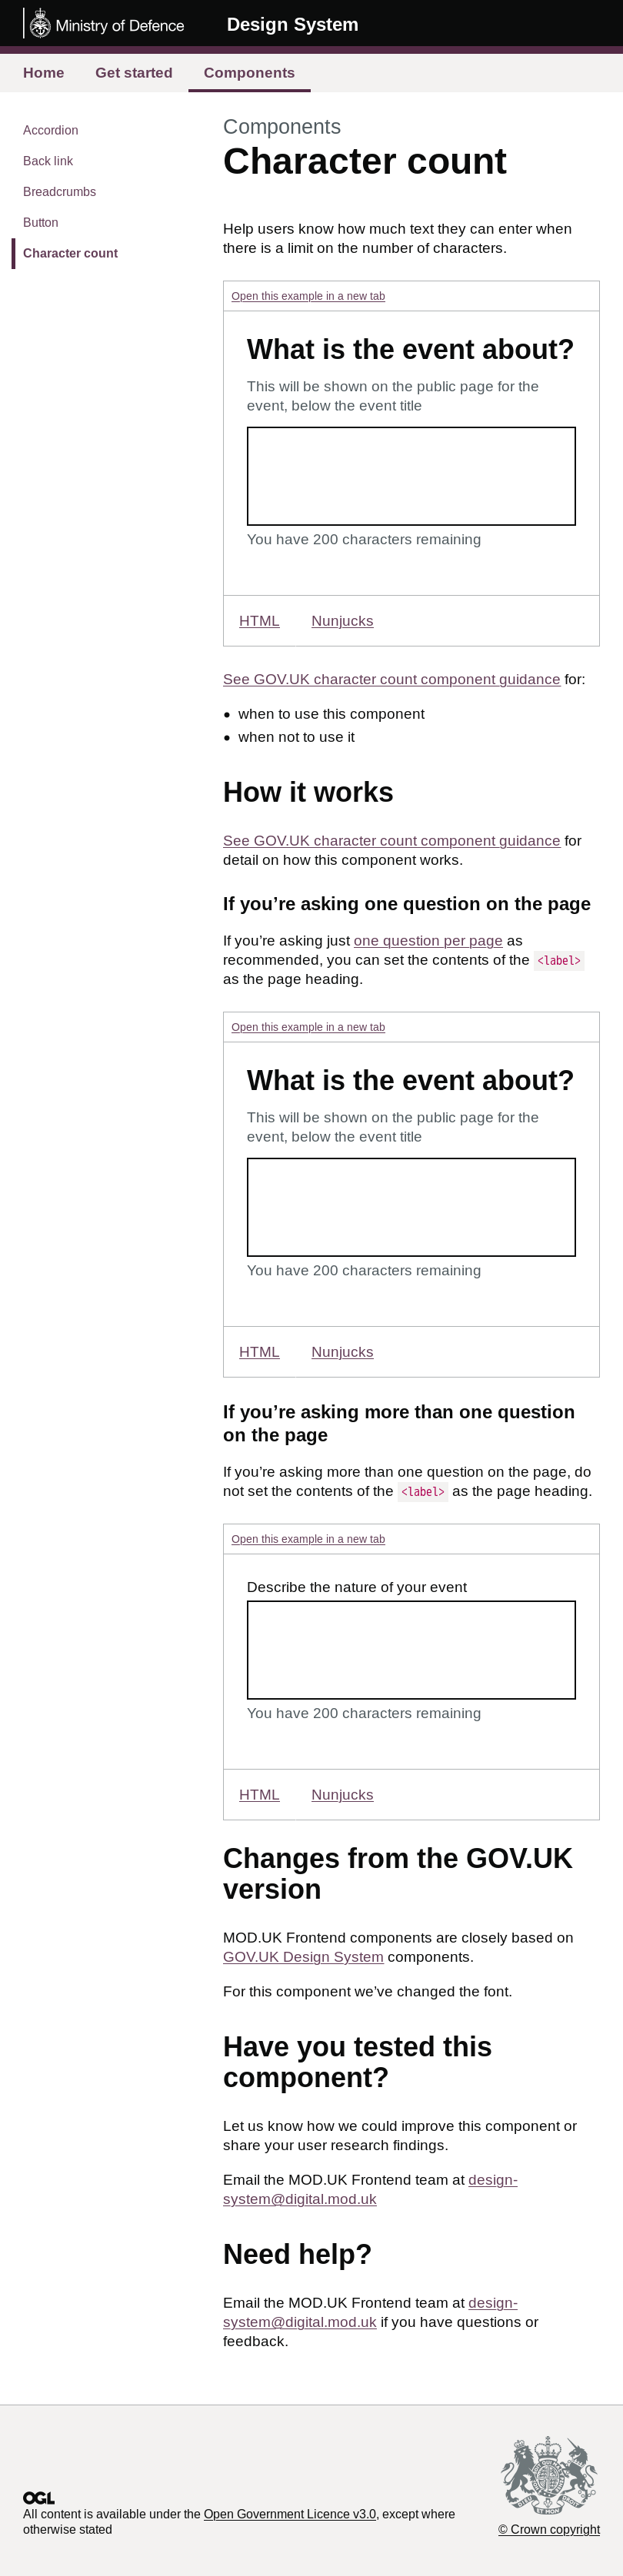 Ministry of Defence
Design System
Home
Get started
Components
Accordion
Back link
Breadcrumbs
Button
Character count
Components
Character count
Help users know how much text they can enter when
there is a limit on the number of characters.
Open this example in a new tab
What is the event about?
This will be shown on the public page for the
event, below the event title
You have 200 characters remaining
HTML
Nunjucks
See GOV.UK character count component guidance for:
• when to use this component
• when not to use it
How it works
See GOV.UK character count component guidance for
detail on how this component works.
If you’re asking one question on the page
If you’re asking just one question per page as
recommended, you can set the contents of the <label>
as the page heading.
Open this example in a new tab
What is the event about?
This will be shown on the public page for the
event, below the event title
You have 200 characters remaining
HTML
Nunjucks
If you’re asking more than one question
on the page
If you’re asking more than one question on the page, do
not set the contents of the <label> as the page heading.
Open this example in a new tab
Describe the nature of your event
You have 200 characters remaining
HTML
Nunjucks
Changes from the GOV.UK
version
MOD.UK Frontend components are closely based on
GOV.UK Design System components.
For this component we’ve changed the font.
Have you tested this
component?
Let us know how we could improve this component or
share your user research findings.
Email the MOD.UK Frontend team at design-
system@digital.mod.uk
Need help?
Email the MOD.UK Frontend team at design-
system@digital.mod.uk if you have questions or
feedback.
OGL
All content is available under the Open Government Licence v3.0, except where
otherwise stated
DIEU ET MON DROIT
© Crown copyright